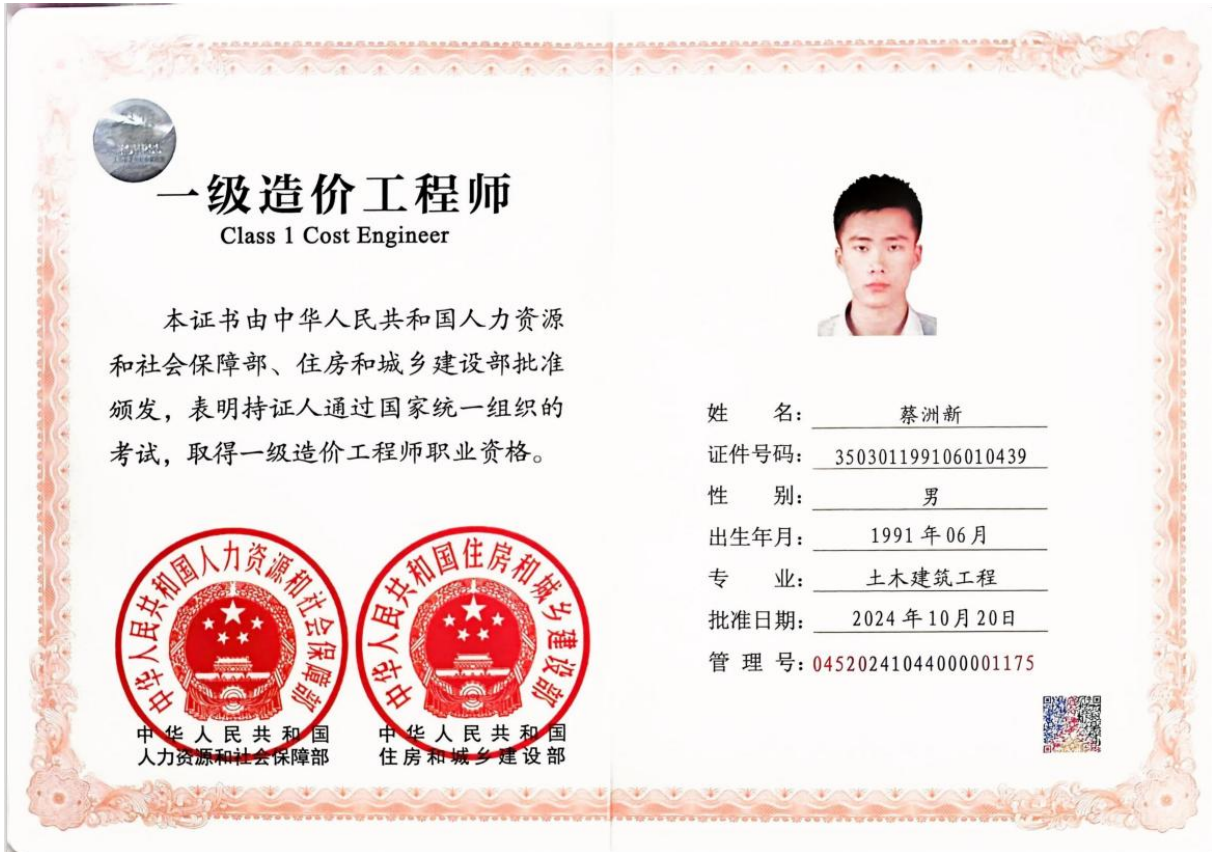 一级造价工程师
Class 1 Cost Engineer
本证书由中华人民共和国人力资源
和社会保障部、住房和城乡建设部批准
颁发，表明持证人通过国家统一组织的
考试，取得一级造价工程师职业资格。
中华人民共和国人力资源和社会保障部
中华人民共和国住房和城乡建设部
中华人民共和国
人力资源和社会保障部
中华人民共和国
住房和城乡建设部
姓 名： 蔡洲新
证件号码： 350301199106010439
性 别： 男
出生年月： 1991年06月
专 业： 土木建筑工程
批准日期： 2024年10月20日
管 理 号： 04520241044000001175